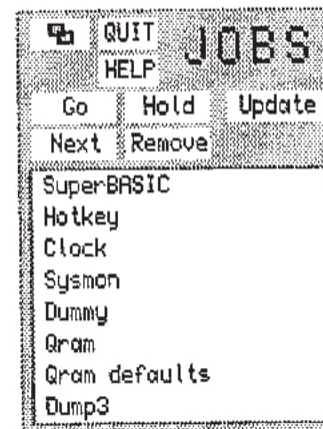 QUIT
JOBS
HELP
Go Hold Update
Next Remove
SuperBASIC
Hotkey
Clock
Sysmon
Dummy
Qram
Qram defaults
Dump3